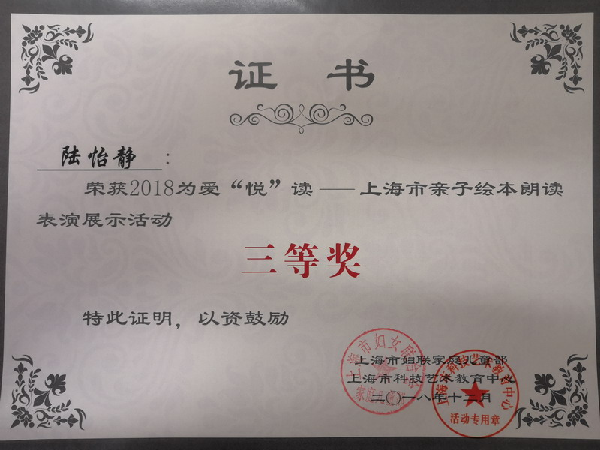 证 书
陆怡静：
荣获2018为爱“悦”读——上海市亲子绘本朗读
表演展示活动
三等奖
特此证明，以资鼓励
上海市妇联家庭儿童部
上海市科技艺术教育中心
二〇一八年十二月
活动专用章